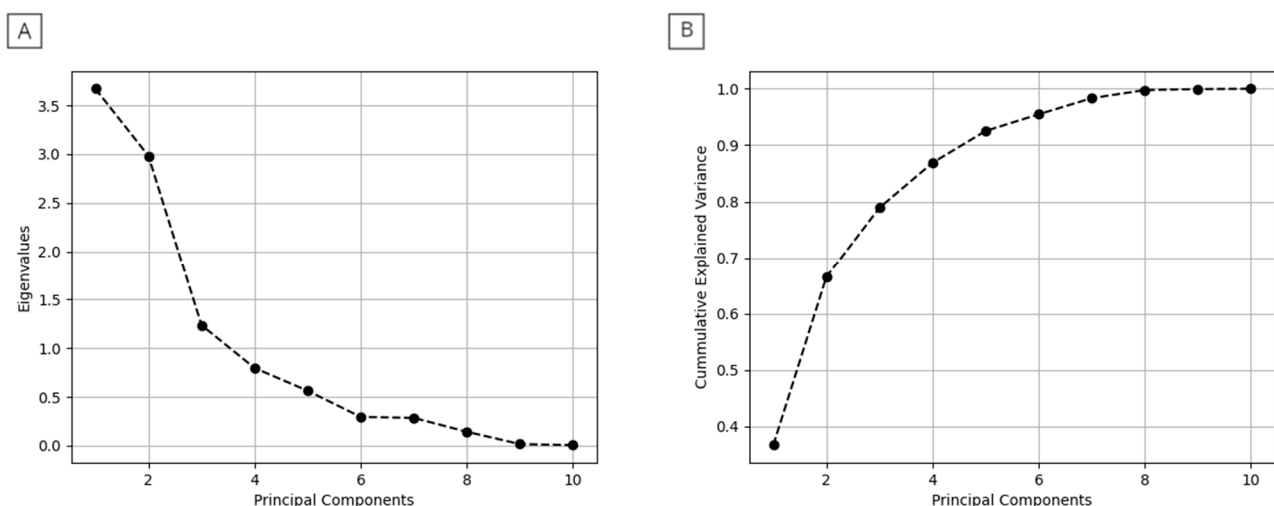 A
B
3.5
3.0
2.5
2.0
1.5
1.0
0.5
0.0
Eigenvalues
2 4 6 8 10
Principal Components
1.0
0.9
0.8
0.7
0.6
0.5
0.4
Cummulative Explained Variance
2 4 6 8 10
Principal Components